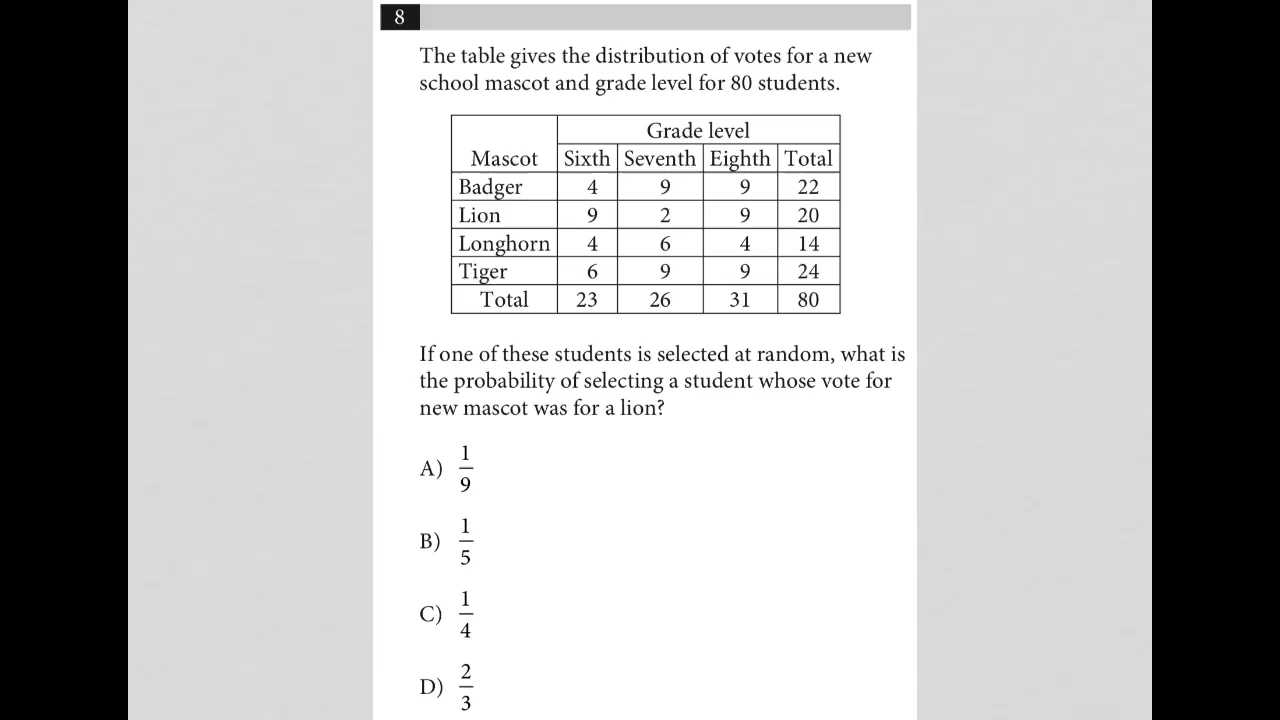 8
The table gives the distribution of votes for a new
school mascot and grade level for 80 students.
Grade level
Mascot Sixth Seventh Eighth Total
Badger 4 9 9 22
Lion 9 2 9 20
Longhorn 4 6 4 14
Tiger 6 9 9 24
Total 23 26 31 80
If one of these students is selected at random, what is
the probability of selecting a student whose vote for
new mascot was for a lion?
A) 1/9
B) 1/5
C) 1/4
D) 2/3